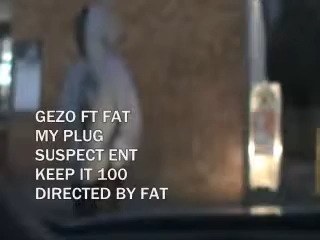 GEZO FT FAT
MY PLUG
SUSPECT ENT
KEEP IT 100
DIRECTED BY FAT